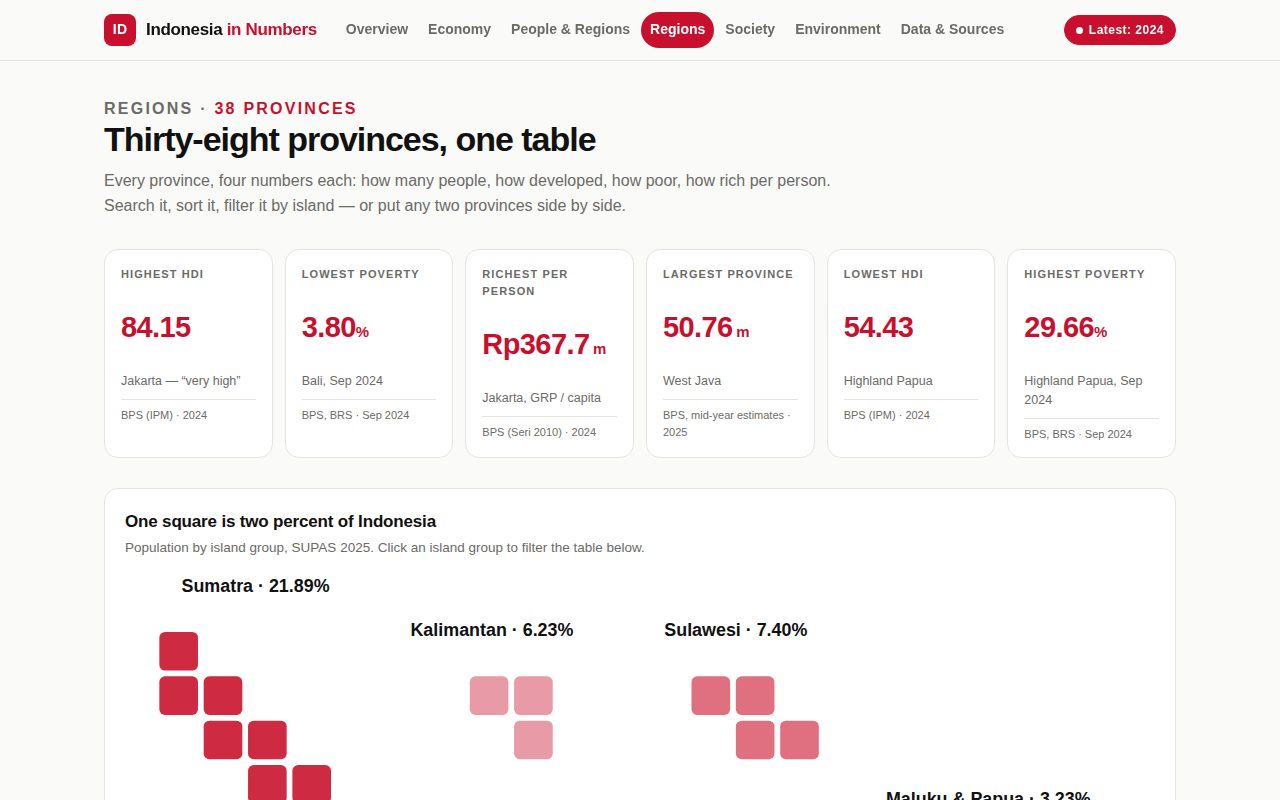 ID
Indonesia in Numbers
Overview
Economy
People & Regions
Regions
Society
Environment
Data & Sources
Latest: 2024
REGIONS · 38 PROVINCES
Thirty-eight provinces, one table
Every province, four numbers each: how many people, how developed, how poor, how rich per person.
Search it, sort it, filter it by island — or put any two provinces side by side.
HIGHEST HDI
84.15
Jakarta — “very high”
BPS (IPM) · 2024
LOWEST POVERTY
3.80%
Bali, Sep 2024
BPS, BRS · Sep 2024
RICHEST PER
PERSON
Rp367.7 m
Jakarta, GRP / capita
BPS (Seri 2010) · 2024
LARGEST PROVINCE
50.76 m
West Java
BPS, mid-year estimates ·
2025
LOWEST HDI
54.43
Highland Papua
BPS (IPM) · 2024
HIGHEST POVERTY
29.66%
Highland Papua, Sep
2024
BPS, BRS · Sep 2024
One square is two percent of Indonesia
Population by island group, SUPAS 2025. Click an island group to filter the table below.
Sumatra · 21.89%
Kalimantan · 6.23%
Sulawesi · 7.40%
Maluku & Papua · 3.23%